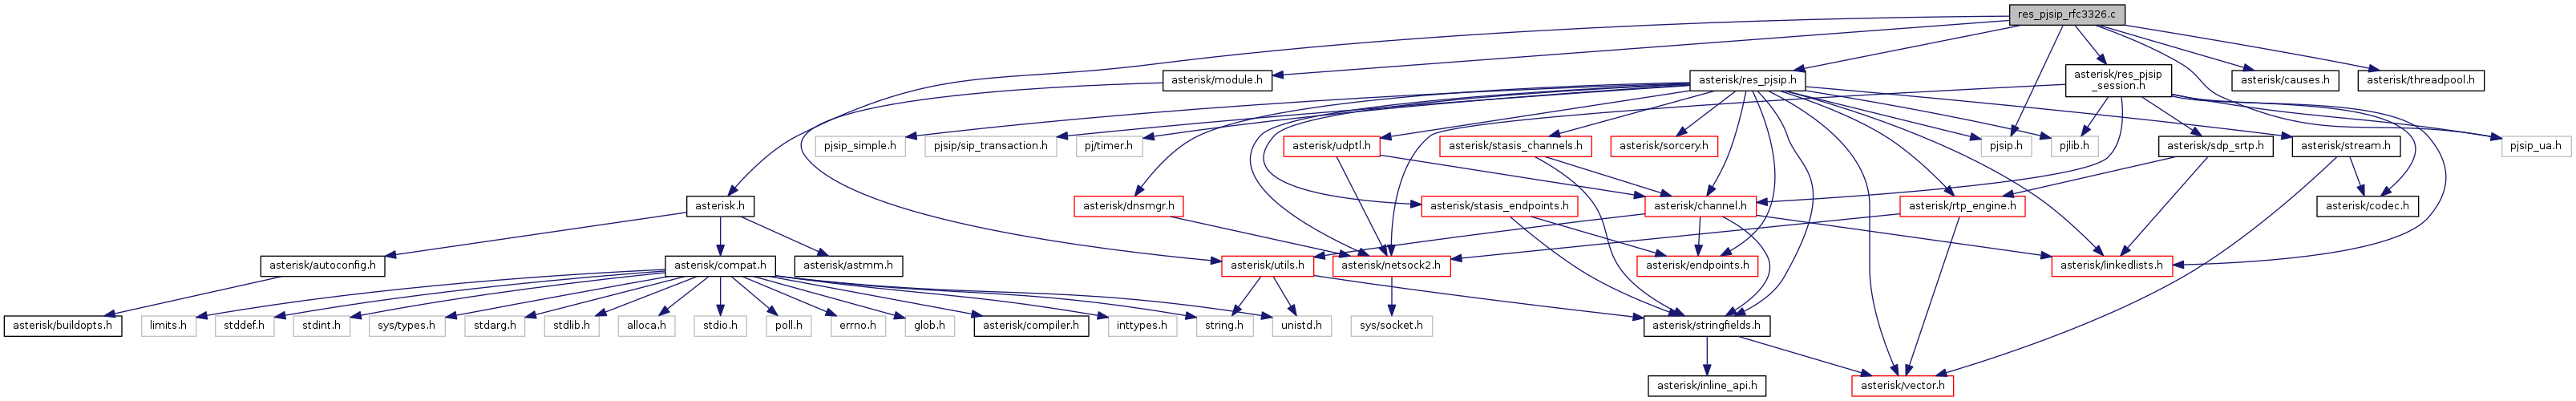 res_pjsip_rfc3326.c
asterisk/module.h
asterisk/res_pjsip.h
asterisk/res_pjsip
_session.h
asterisk/causes.h
asterisk/threadpool.h
pjsip_simple.h
pjsip/sip_transaction.h
pj/timer.h
asterisk/udptl.h
asterisk/stasis_channels.h
asterisk/sorcery.h
pjsip.h
pjlib.h
asterisk/sdp_srtp.h
asterisk/stream.h
pjsip_ua.h
asterisk.h
asterisk/dnsmgr.h
asterisk/stasis_endpoints.h
asterisk/channel.h
asterisk/rtp_engine.h
asterisk/codec.h
asterisk/autoconfig.h
asterisk/compat.h
asterisk/astmm.h
asterisk/utils.h
asterisk/netsock2.h
asterisk/endpoints.h
asterisk/linkedlists.h
asterisk/buildopts.h
limits.h
stddef.h
stdint.h
sys/types.h
stdarg.h
stdlib.h
alloca.h
stdio.h
poll.h
errno.h
glob.h
asterisk/compiler.h
inttypes.h
string.h
unistd.h
sys/socket.h
asterisk/stringfields.h
asterisk/inline_api.h
asterisk/vector.h